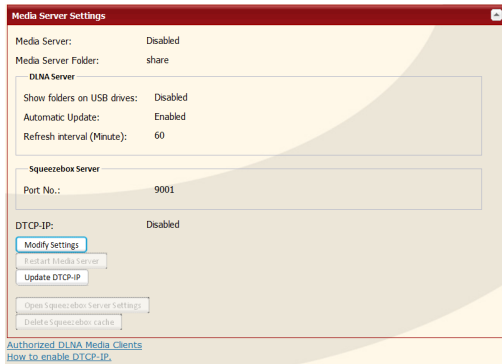 Media Server Settings
Media Server: Disabled
Media Server Folder: share
DLNA Server
Show folders on USB drives: Disabled
Automatic Update: Enabled
Refresh interval (Minute): 60
Squeezebox Server
Port No.: 9001
DTCP-IP: Disabled
Modify Settings
Restart Media Server
Update DTCP-IP
Open Squeezebox Server Settings
Delete Squeezebox cache
Authorized DLNA Media Clients
How to enable DTCP-IP.